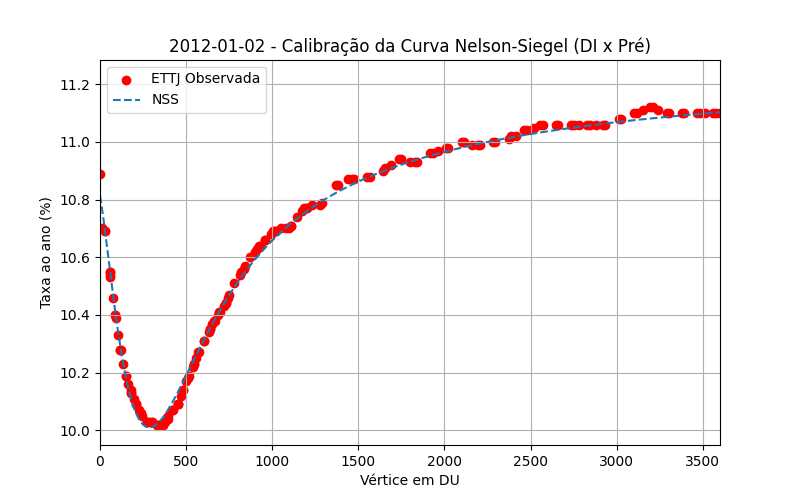 2012-01-02 - Calibração da Curva Nelson-Siegel (DI x Pré)
ETTJ Observada
NSS
Taxa ao ano (%)
11.2
11.0
10.8
10.6
10.4
10.2
10.0
0 500 1000 1500 2000 2500 3000 3500
Vértice em DU